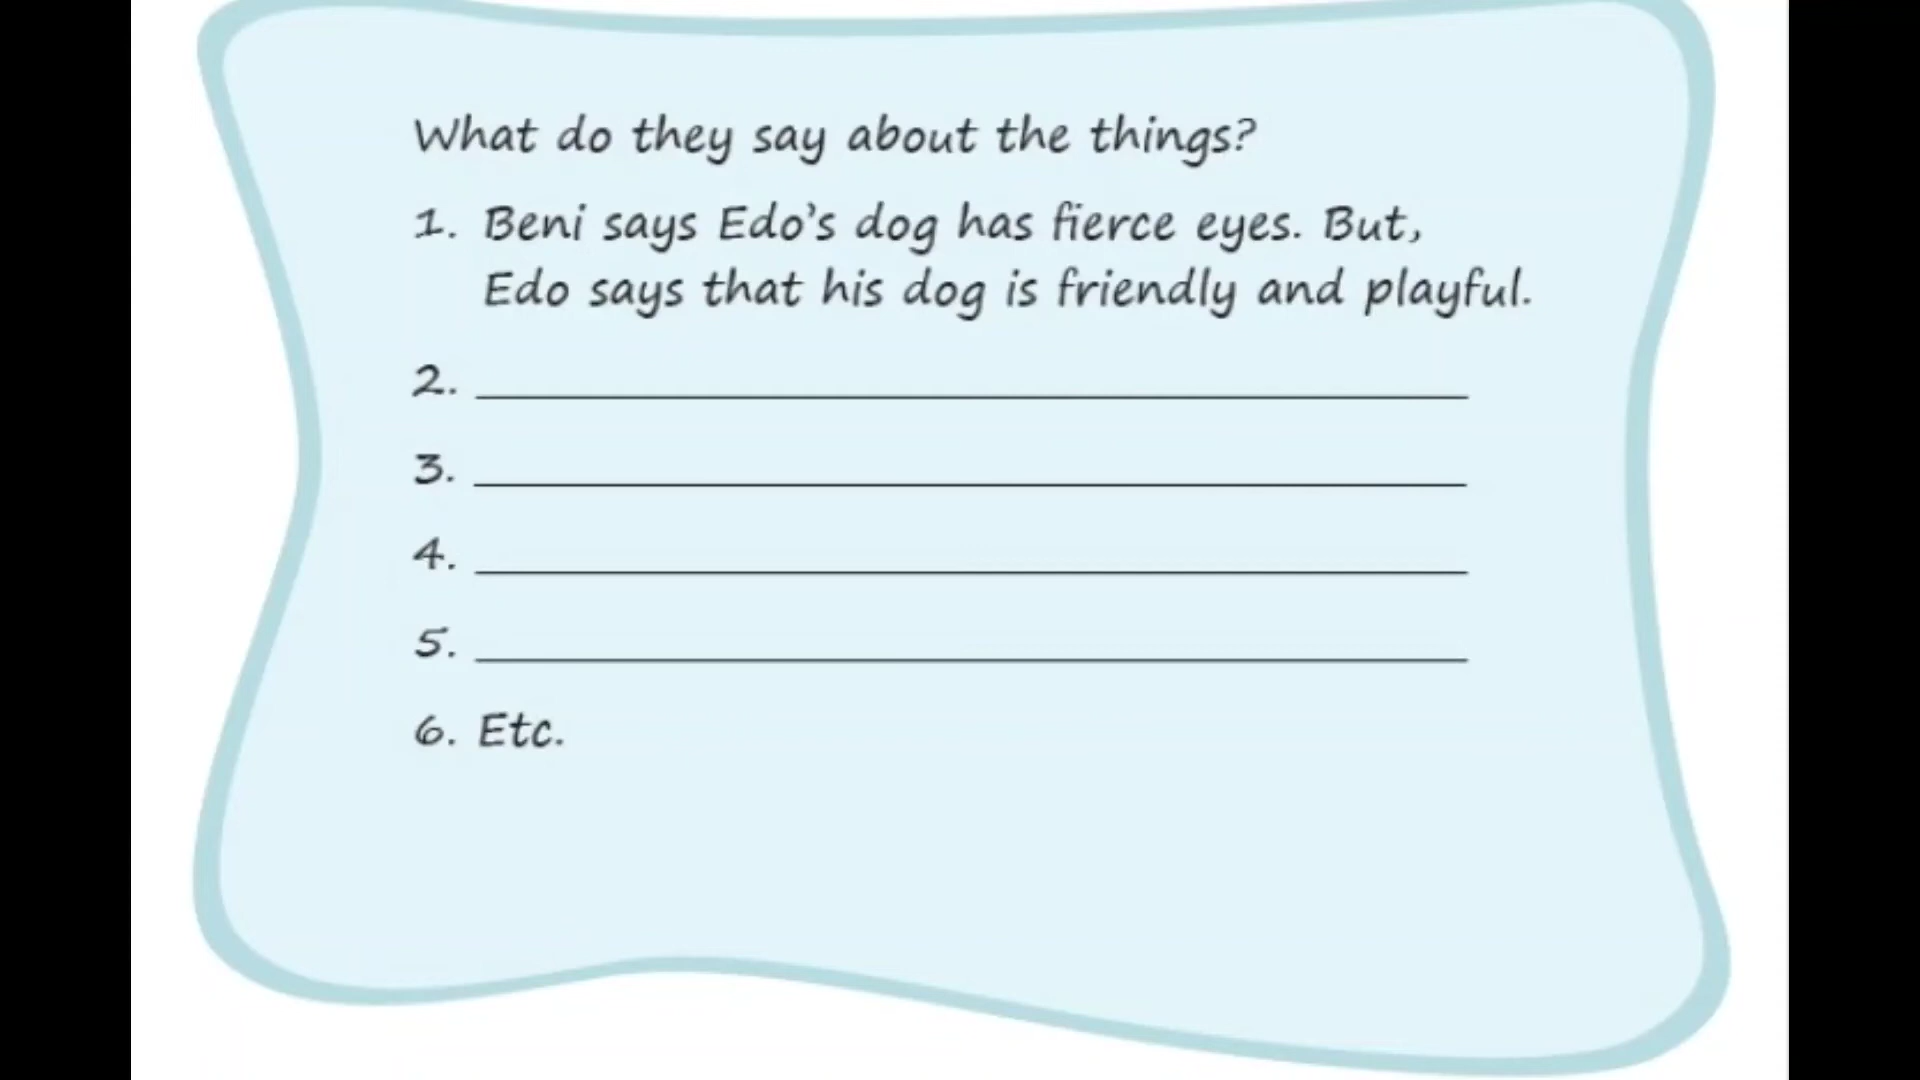 What do they say about the things?
1. Beni says Edo's dog has fierce eyes. But,
Edo says that his dog is friendly and playful.
2.
3.
4.
5.
6. Etc.